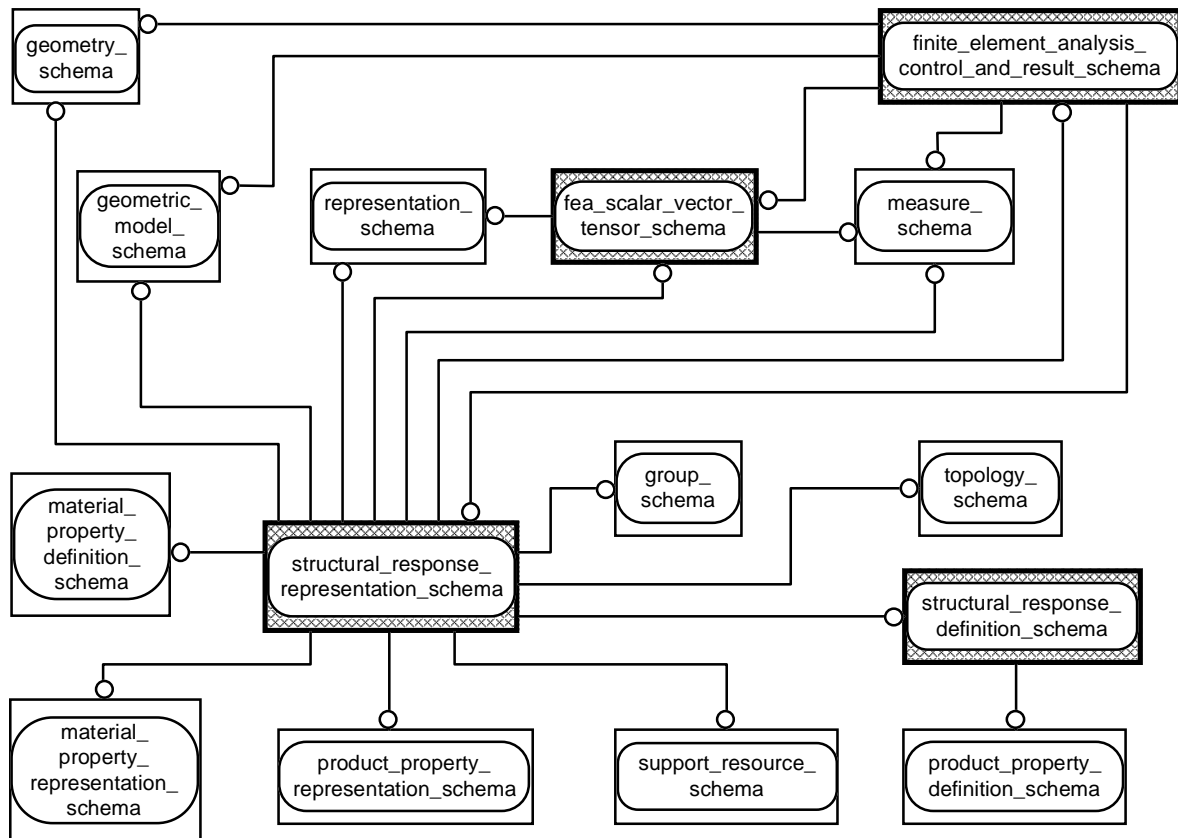 geometry_
schema
finite_element_analysis_
control_and_result_schema
geometric_
model_
schema
representation_
schema
fea_scalar_vector_
tensor_schema
measure_
schema
group_
schema
topology_
schema
material_
property_
definition_
schema
structural_response_
representation_schema
structural_response_
definition_schema
material_
property_
representation_
schema
product_property_
representation_schema
support_resource_
schema
product_property_
definition_schema